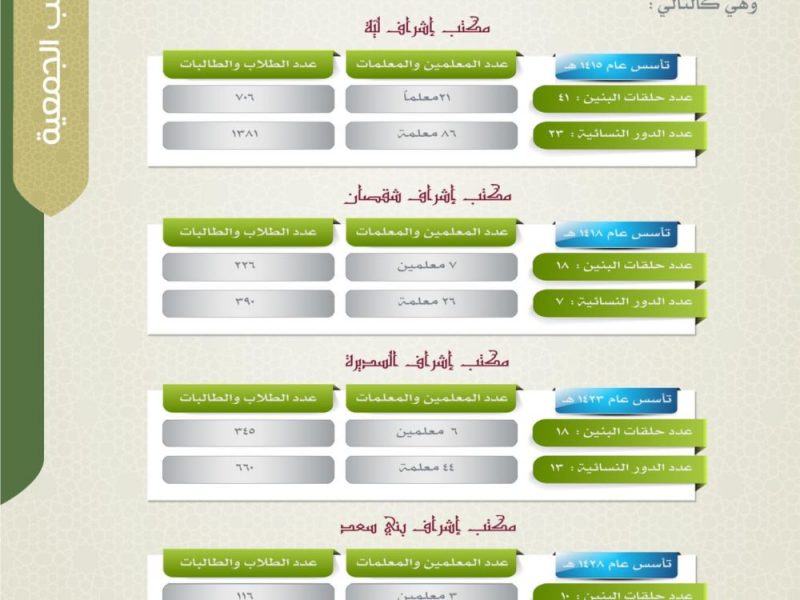 وهي كالتالي :
ب الجمعية
مكتب إشراف ليّة
تأسس عام ١٤١٥ هـ عدد المعلمين والمعلمات عدد الطلاب والطالبات
عدد حلقات البنين : ٤١ ٢١معلماً ٧٠٦
عدد الدور النسائية : ٢٣ ٨٦ معلمة ١٣٨١
مكتب إشراف شقصان
تأسس عام ١٤١٨ هـ عدد المعلمين والمعلمات عدد الطلاب والطالبات
عدد حلقات البنين : ١٨ ٧ معلمين ٢٢٦
عدد الدور النسائية : ٧ ٢٦ معلمة ٣٩٠
مكتب إشراف السديرة
تأسس عام ١٤٢٣ هـ عدد المعلمين والمعلمات عدد الطلاب والطالبات
عدد حلقات البنين : ١٨ ٦ معلمين ٣٤٥
عدد الدور النسائية : ١٣ ٤٤ معلمة ٦٦٠
مكتب إشراف بني سعد
تأسس عام ١٤٢٨ هـ عدد المعلمين والمعلمات عدد الطلاب والطالبات
عدد حلقات البنين : ١٠ ٣ معلمين ١١٦